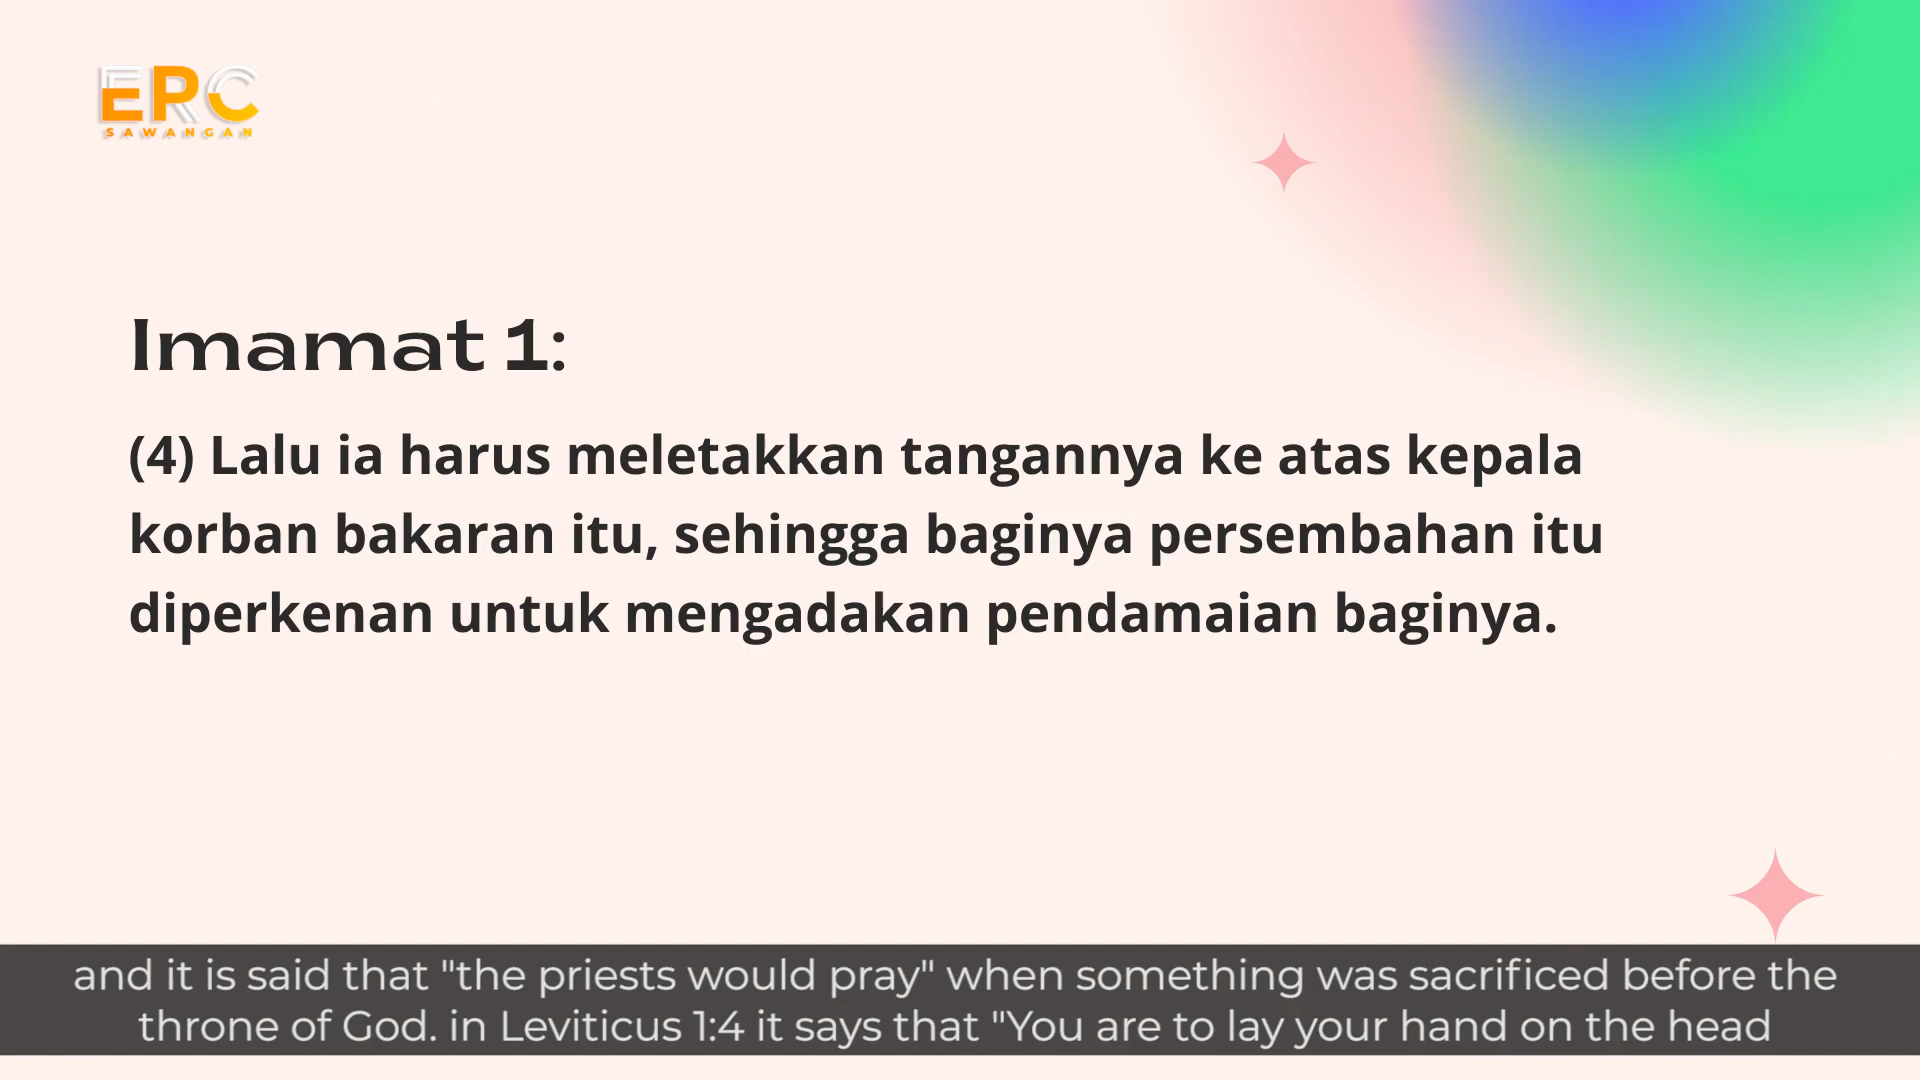 ERC
SAWANGAN
Imamat 1:
(4) Lalu ia harus meletakkan tangannya ke atas kepala
korban bakaran itu, sehingga baginya persembahan itu
diperkenan untuk mengadakan pendamaian baginya.
and it is said that "the priests would pray" when something was sacrificed before the
throne of God. in Leviticus 1:4 it says that "You are to lay your hand on the head